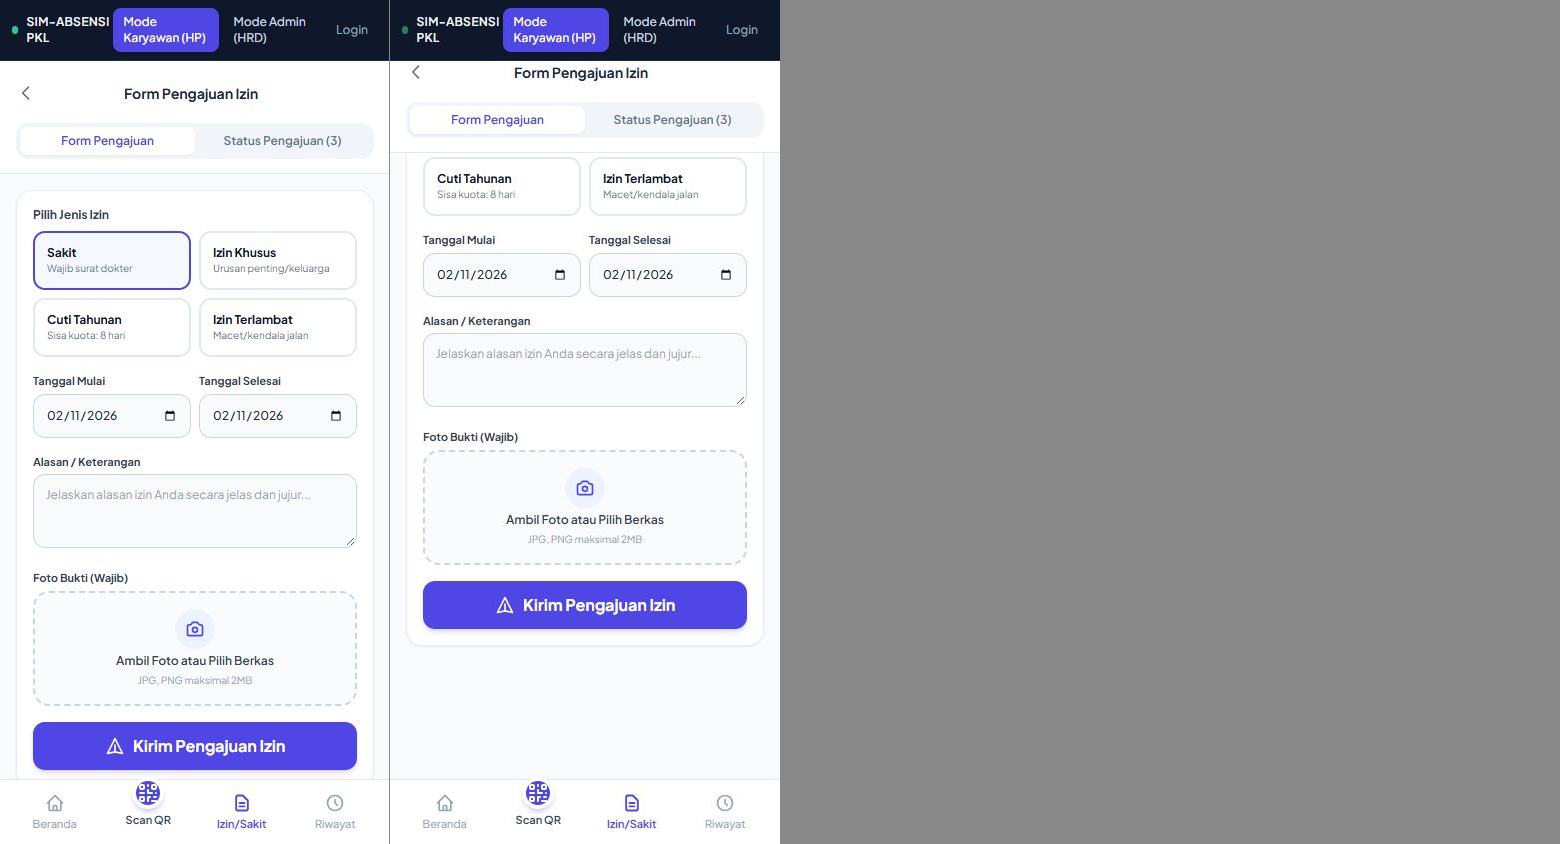 SIM-ABSENSI
PKL
Mode
Karyawan (HP)
Mode Admin
(HRD)
Login
Form Pengajuan Izin
Form Pengajuan
Status Pengajuan (3)
Pilih Jenis Izin
Sakit
Wajib surat dokter
Izin Khusus
Urusan penting/keluarga
Cuti Tahunan
Sisa kuota: 8 hari
Izin Terlambat
Macet/kendala jalan
Tanggal Mulai
Tanggal Selesai
02/11/2026
02/11/2026
Alasan / Keterangan
Jelaskan alasan izin Anda secara jelas dan jujur...
Foto Bukti (Wajib)
Ambil Foto atau Pilih Berkas
JPG, PNG maksimal 2MB
Kirim Pengajuan Izin
Beranda
Scan QR
Izin/Sakit
Riwayat
SIM-ABSENSI
PKL
Mode
Karyawan (HP)
Mode Admin
(HRD)
Login
Form Pengajuan Izin
Form Pengajuan
Status Pengajuan (3)
Cuti Tahunan
Sisa kuota: 8 hari
Izin Terlambat
Macet/kendala jalan
Tanggal Mulai
Tanggal Selesai
02/11/2026
02/11/2026
Alasan / Keterangan
Jelaskan alasan izin Anda secara jelas dan jujur...
Foto Bukti (Wajib)
Ambil Foto atau Pilih Berkas
JPG, PNG maksimal 2MB
Kirim Pengajuan Izin
Beranda
Scan QR
Izin/Sakit
Riwayat